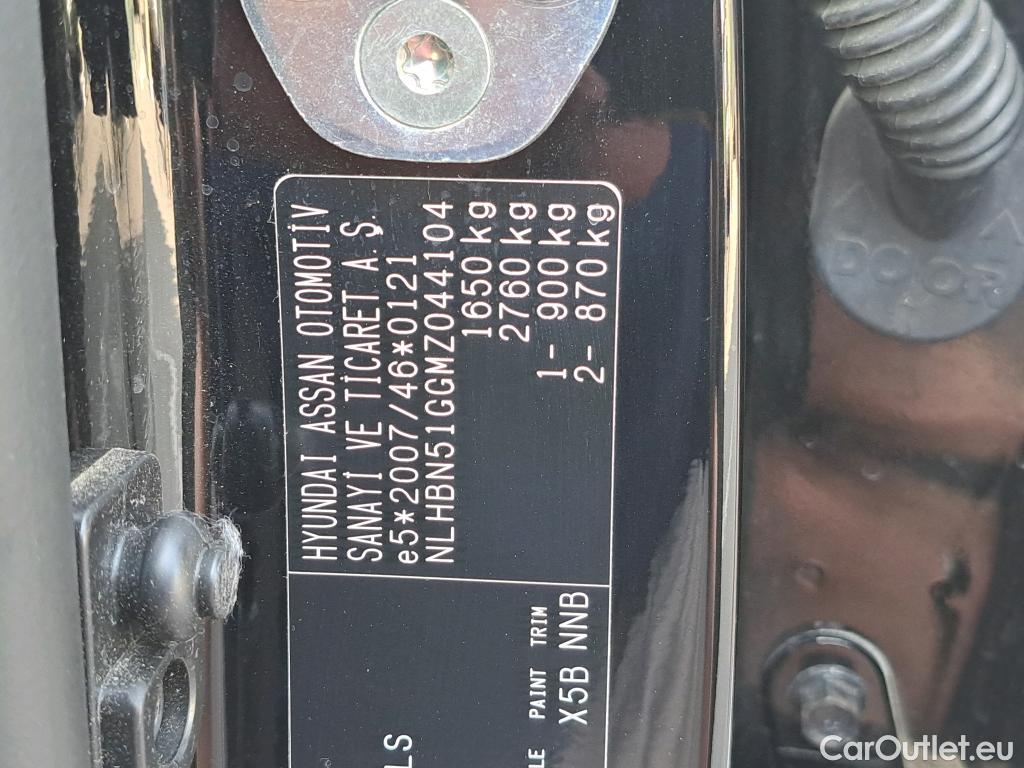 HYUNDAI ASSAN OTOMOTİV
SANAYİ VE TİCARET A.Ş.
e5*2007/46*0121
NLHBN51GGMZ044104
1650 kg
2760 kg
1- 900 kg
2- 870 kg
PAINT TRIM
X5B NNB
DOOR
CarOutlet.eu